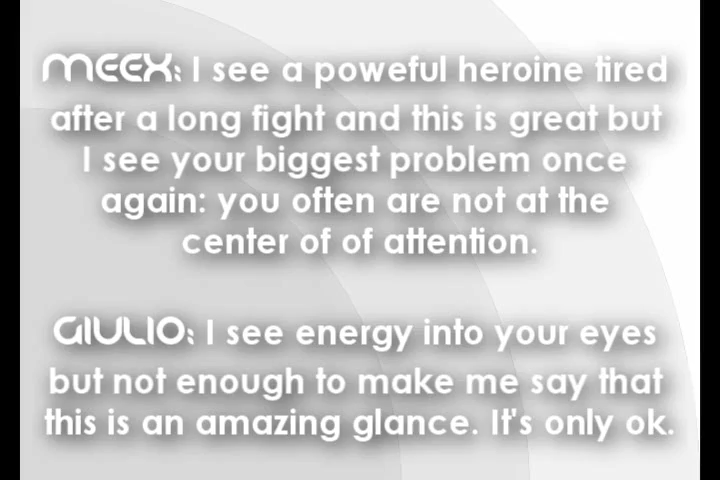 MEEX: I see a poweful heroine tired
after a long fight and this is great but
I see your biggest problem once
again: you often are not at the
center of of attention.
GIULIO: I see energy into your eyes
but not enough to make me say that
this is an amazing glance. It's only ok.